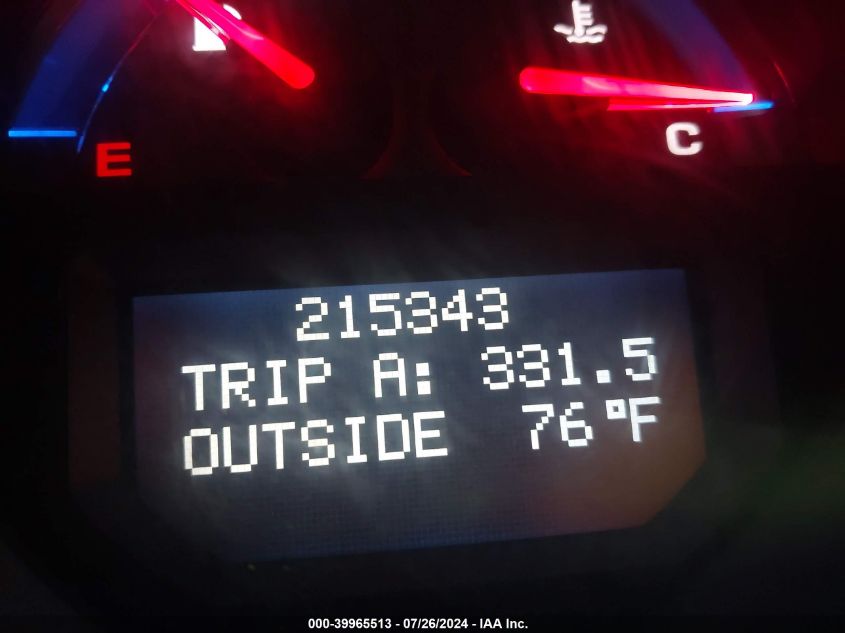 E
C
215343
TRIP A: 331.5
OUTSIDE 76°F
000-39965513 - 07/26/2024 - IAA Inc.